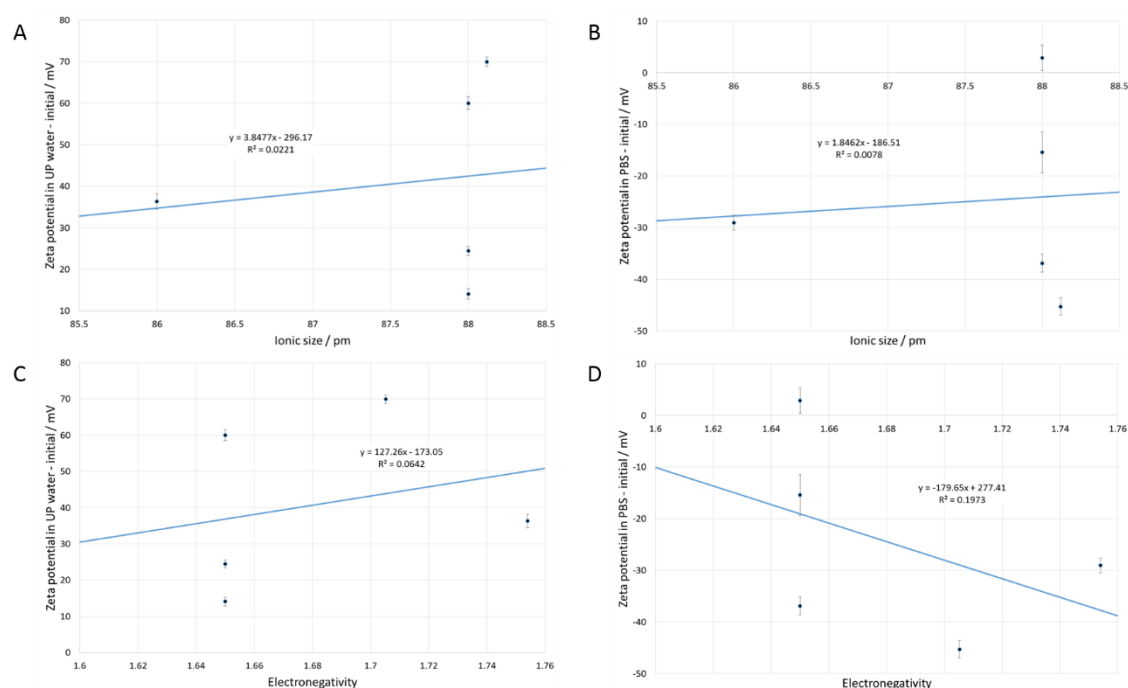 A
Zeta potential in UP water - initial / mV
80
70
60
50
40
30
20
10
y = 3.8477x - 296.17
R² = 0.0221
85.5 86 86.5 87 87.5 88 88.5
Ionic size / pm
B
Zeta potential in PBS - initial / mV
10
0
-10
-20
-30
-40
-50
85.5 86 86.5 87 87.5 88 88.5
y = 1.8462x - 186.51
R² = 0.0078
Ionic size / pm
C
Zeta potential in UP water - initial / mV
80
70
60
50
40
30
20
10
0
y = 127.26x - 173.05
R² = 0.0642
1.6 1.62 1.64 1.66 1.68 1.7 1.72 1.74 1.76
Electronegativity
D
Zeta potential in PBS - initial / mV
10
0
-10
-20
-30
-40
-50
1.6 1.62 1.64 1.66 1.68 1.7 1.72 1.74 1.76
y = -179.65x + 277.41
R² = 0.1973
Electronegativity